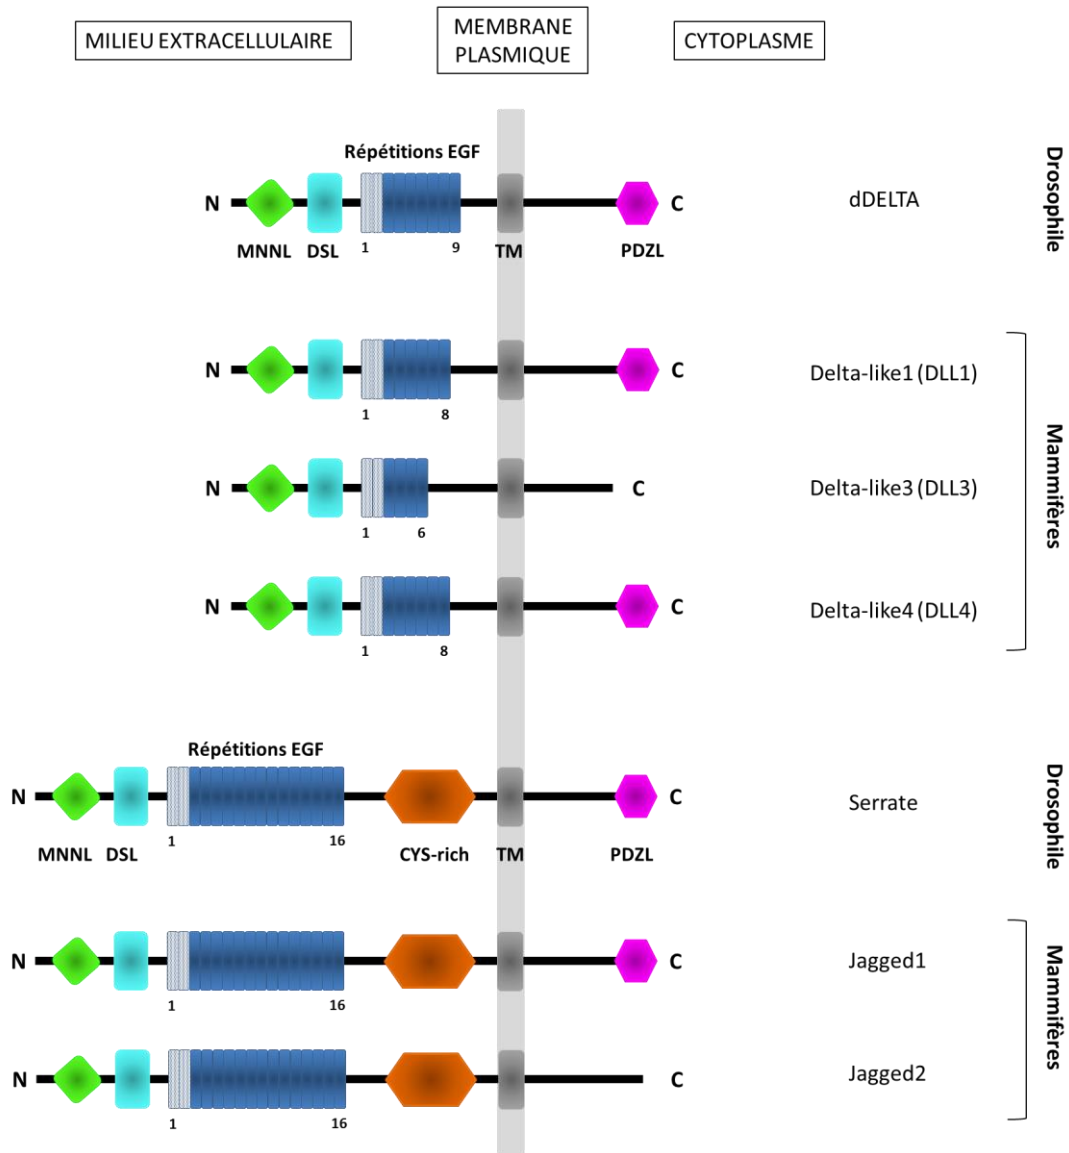 MILIEU EXTRACELLULAIRE
MEMBRANE
PLASMIQUE
CYTOPLASME
Répétitions EGF
N
C
dDELTA
Drosophile
MNNL DSL 1 9 TM PDZL
N
C
Delta-like1 (DLL1)
1 8
Mammifères
N
C
Delta-like3 (DLL3)
1 6
N
C
Delta-like4 (DLL4)
1 8
Répétitions EGF
N
C
Serrate
Drosophile
1 16
MNNL DSL CYS-rich TM PDZL
N
C
Jagged1
1 16
Mammifères
N
C
Jagged2
1 16